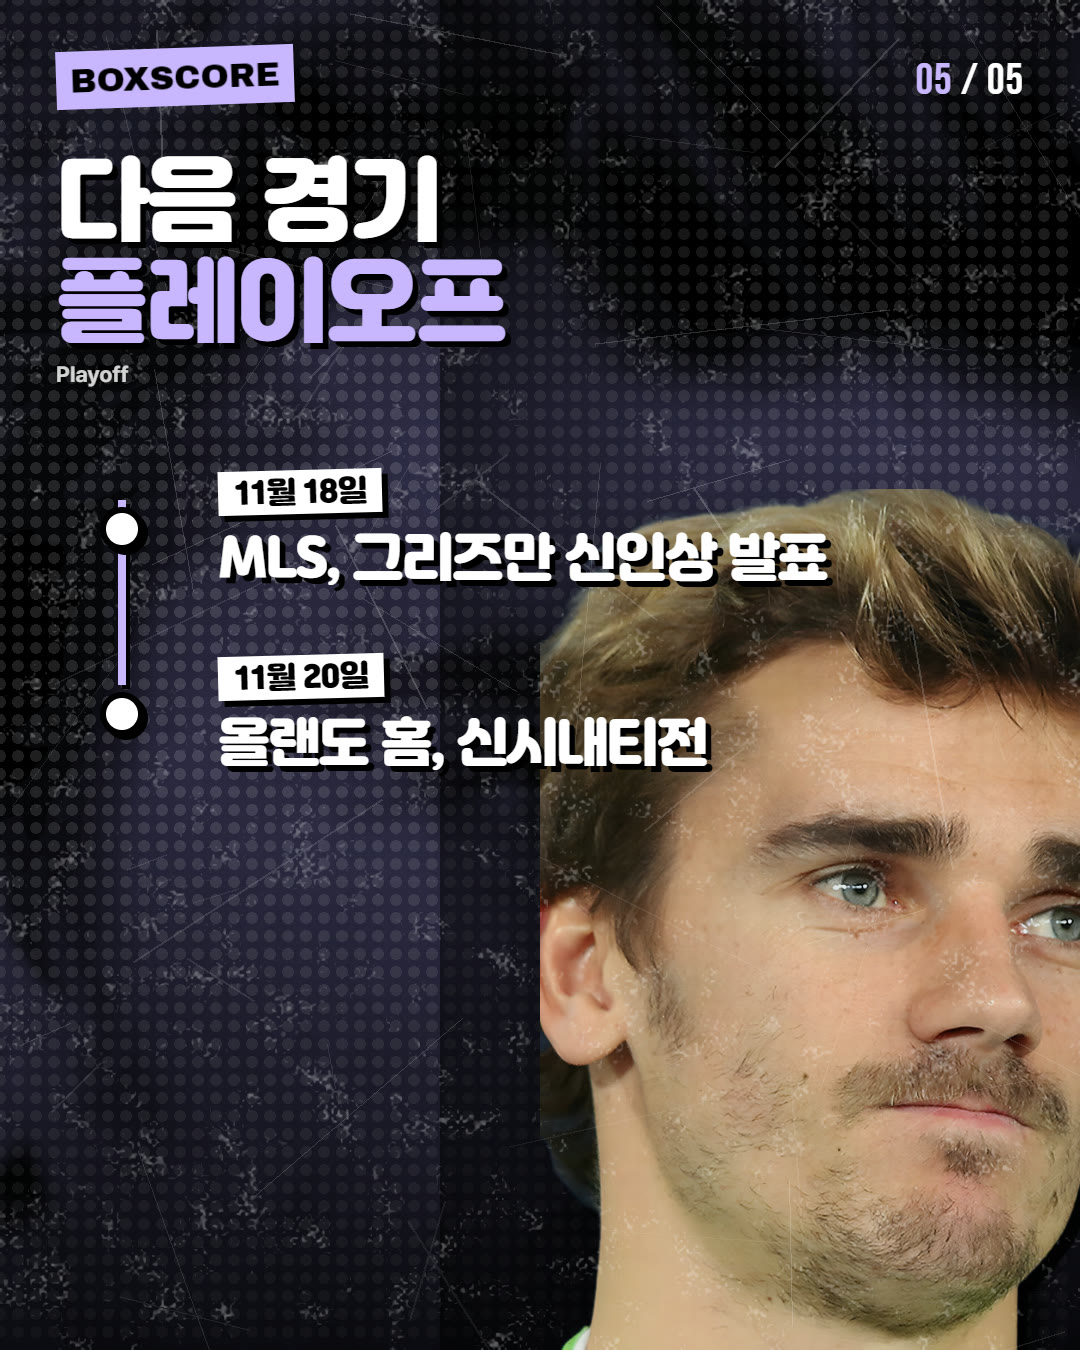 BOXSCORE
05 / 05
다음 경기
플레이오프
Playoff
11월 18일
MLS, 그리즈만 신인상 발표
11월 20일
올랜도 홈, 신시내티전